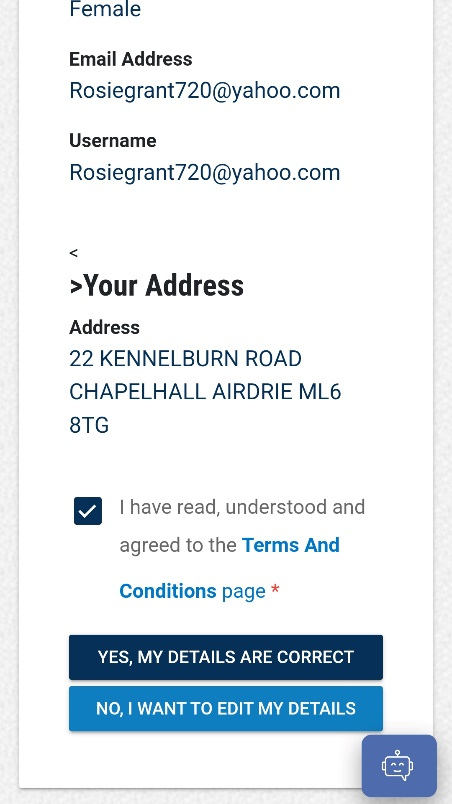 Female
Email Address
Rosiegrant720@yahoo.com
Username
Rosiegrant720@yahoo.com
<
>Your Address
Address
22 KENNELBURN ROAD
CHAPELHALL AIRDRIE ML6
8TG
I have read, understood and
agreed to the Terms And
Conditions page *
YES, MY DETAILS ARE CORRECT
NO, I WANT TO EDIT MY DETAILS